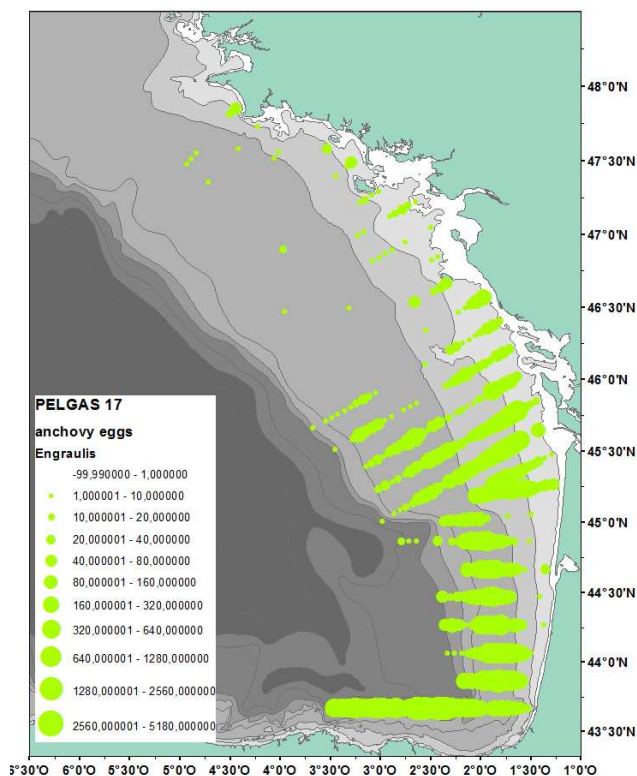 48°0'N
47°30'N
47°0'N
46°30'N
46°0'N
45°30'N
45°0'N
44°30'N
44°0'N
43°30'N
PELGAS 17
anchovy eggs
Engraulis
-99,990000 - 1,000000
1,000001 - 10,000000
10,000001 - 20,000000
20,000001 - 40,000000
40,000001 - 80,000000
80,000001 - 160,000000
160,000001 - 320,000000
320,000001 - 640,000000
640,000001 - 1280,000000
1280,000001 - 2560,000000
2560,000001 - 5180,000000
6°30'O 6°0'O 5°30'O 5°0'O 4°30'O 4°0'O 3°30'O 3°0'O 2°30'O 2°0'O 1°30'O 1°0'O